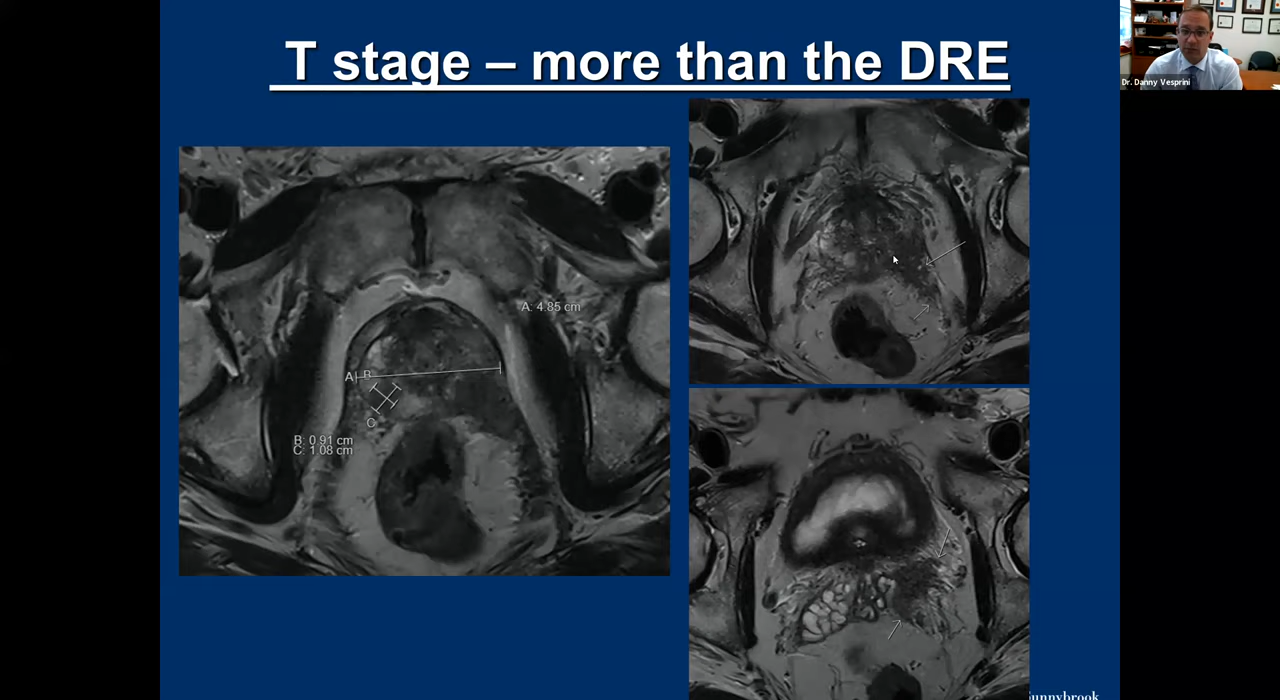 T stage – more than the DRE
Dr. Danny Vesprini
A: 4.85 cm
A
B
C
B: 0.91 cm
C: 1.08 cm
unnybrook